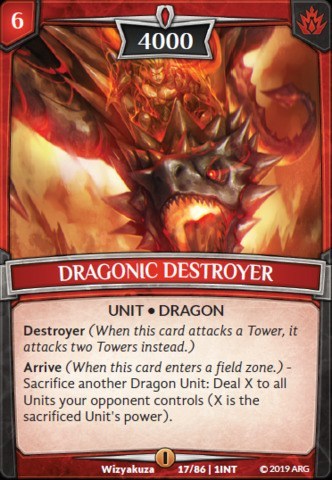 6
4000
DRAGONIC DESTROYER
UNIT • DRAGON
Destroyer (When this card attacks a Tower, it
attacks two Towers instead.)
Arrive (When this card enters a field zone.) -
Sacrifice another Dragon Unit: Deal X to all
Units your opponent controls (X is the
sacrificed Unit's power).
I
Wizyakuza 17/86 | 1INT © 2019 ARG